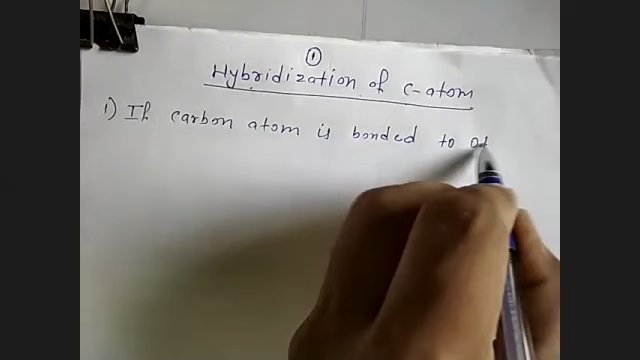 1
Hybridization of C-atom
1) If carbon atom is bonded to